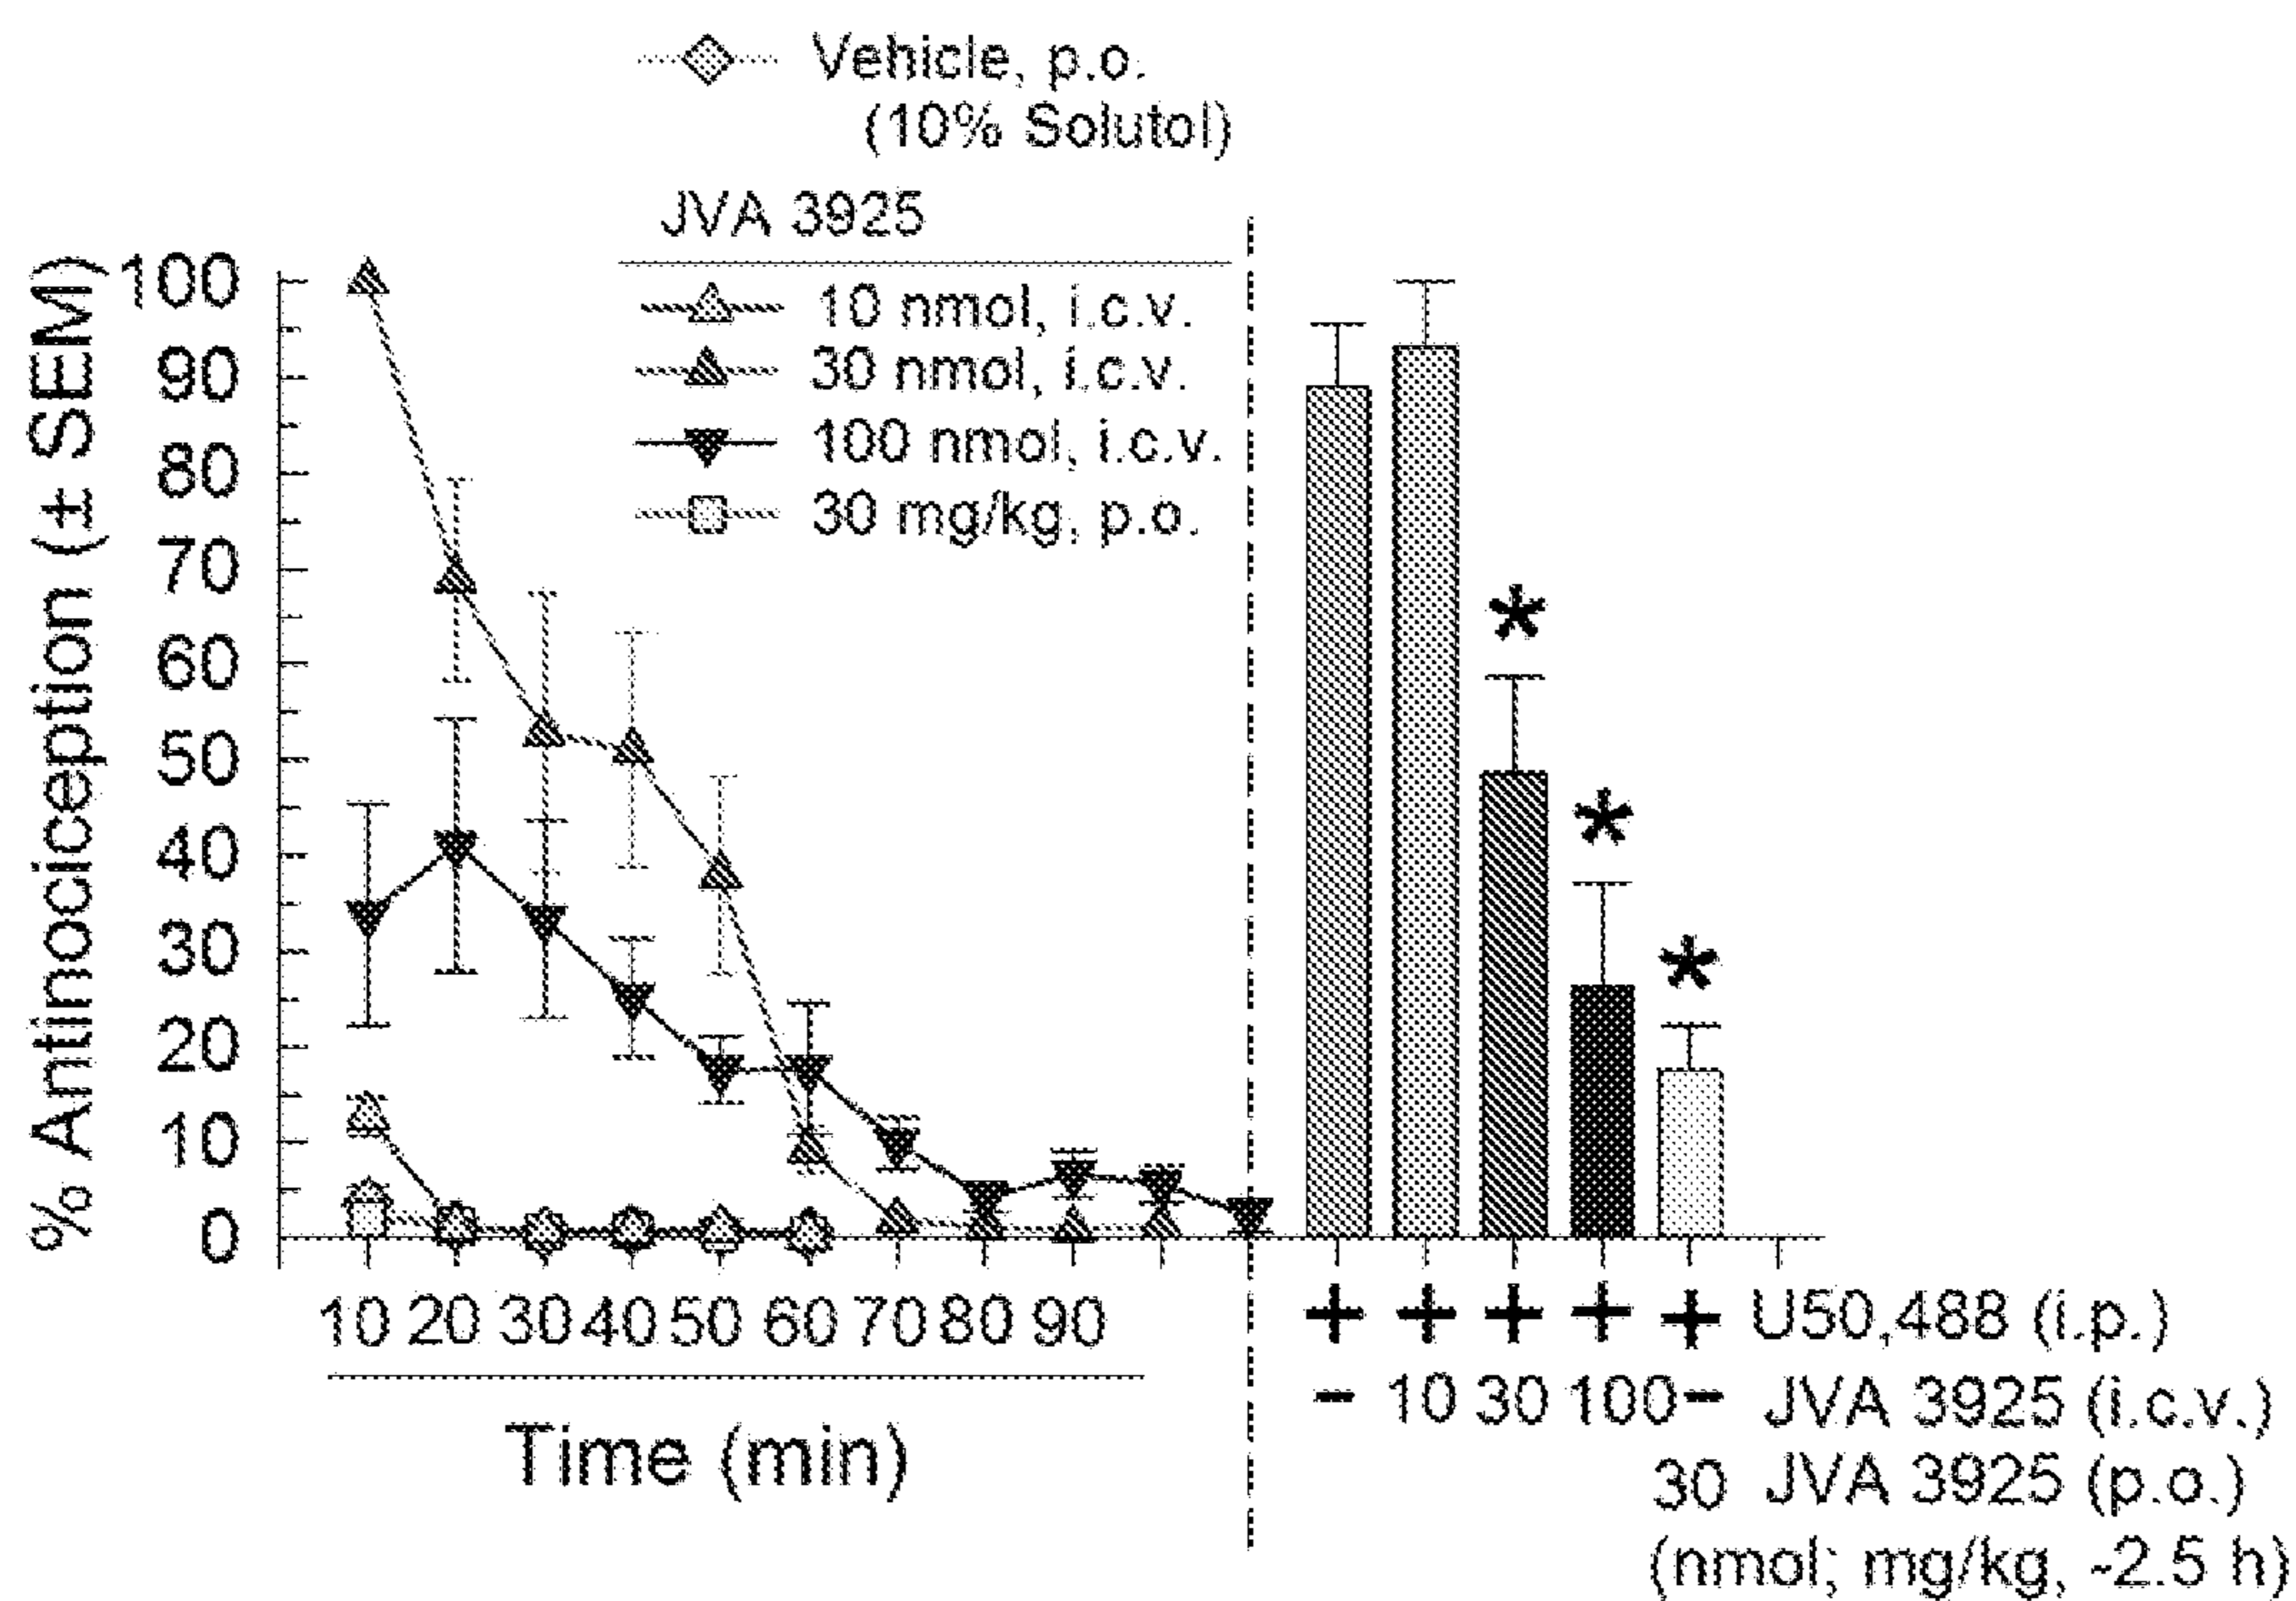 Vehicle, p.o.
(10% Solutol)
JVA 3925
10 nmol, i.c.v.
30 nmol, i.c.v.
100 nmol, i.c.v.
30 mg/kg, p.o.
% Antinociception (± SEM)
100
90
80
70
60
50
40
30
20
10
0
* * *
10 20 30 40 50 60 70 80 90
Time (min)
+ + + + + U50,488 (i.p.)
- 10 30 100 - JVA 3925 (i.c.v.)
30 JVA 3925 (p.o.)
(nmol; mg/kg, -2.5 h)